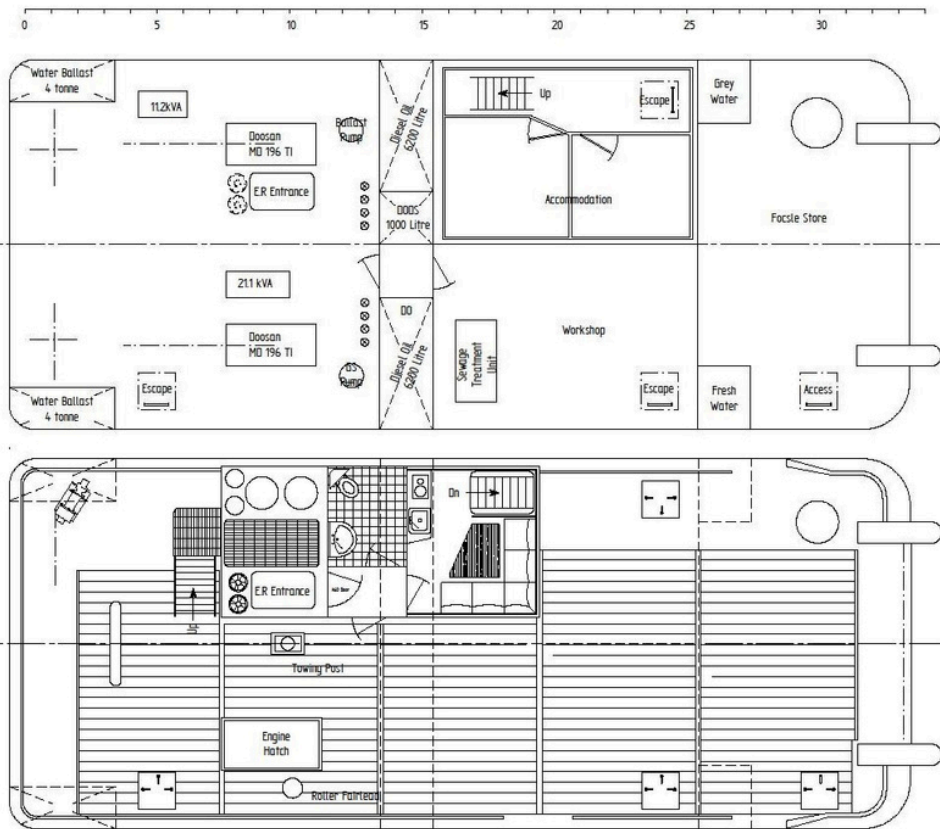 0 5 10 15 20 25 30
Water Ballast
4 tonne
11.2kVA
Ballast
Pump
Doosan
MD 196 TI
E.R Entrance
Diesel Oil
6200 Litre
DODS
1000 Litre
Up
Escape
Accommodation
Grey
Water
Focsle Store
21.1 kVA
Doosan
MD 196 TI
Pump
Escape
Water Ballast
4 tonne
DO
Diesel Oil
6200 Litre
Sewage
Treatment
Unit
Workshop
Escape
Fresh
Water
Access
Dn
E.R Entrance
Up
Towing Post
Engine
Hatch
Roller Fairlead